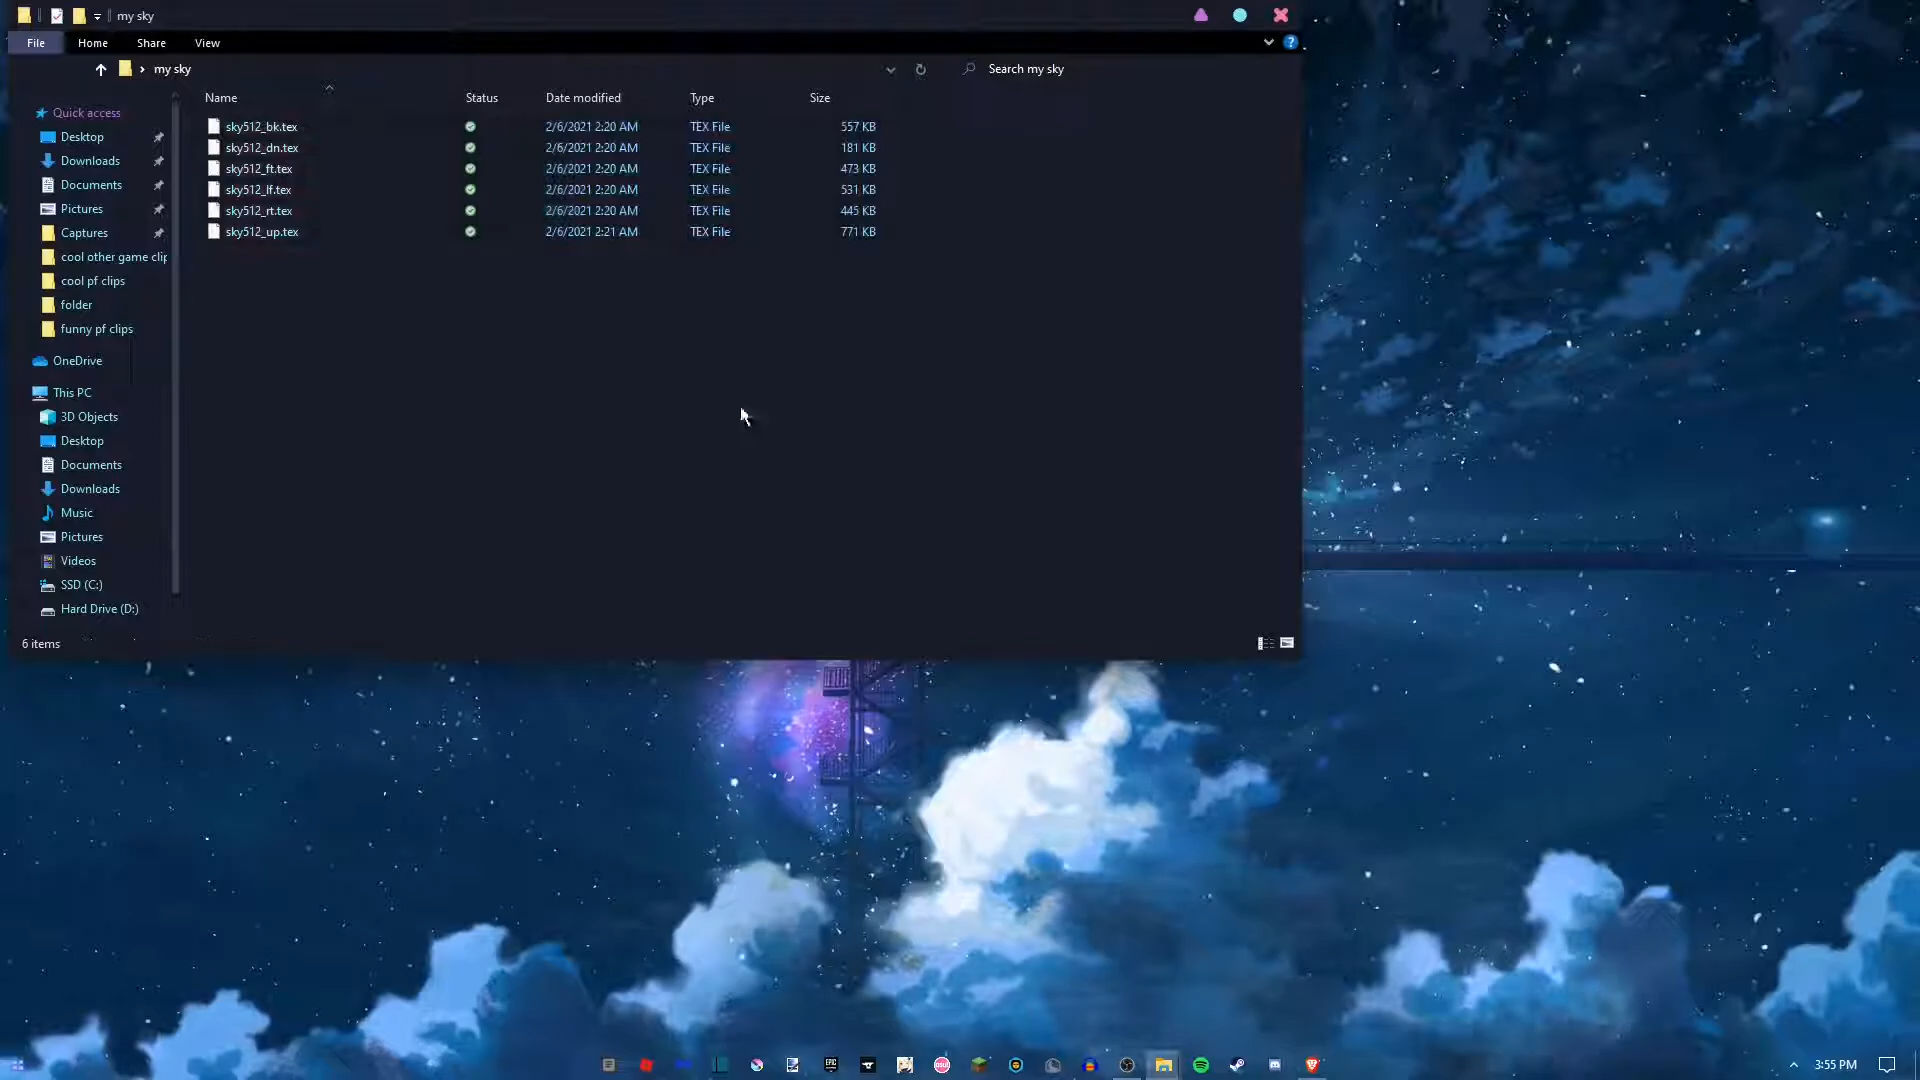 my sky
File Home Share View
my sky Search my sky
Name Status Date modified Type Size
sky512_bk.tex 2/6/2021 2:20 AM TEX File 557 KB
sky512_dn.tex 2/6/2021 2:20 AM TEX File 181 KB
sky512_ft.tex 2/6/2021 2:20 AM TEX File 473 KB
sky512_lf.tex 2/6/2021 2:20 AM TEX File 531 KB
sky512_rt.tex 2/6/2021 2:20 AM TEX File 445 KB
sky512_up.tex 2/6/2021 2:21 AM TEX File 771 KB
Quick access
Desktop
Downloads
Documents
Pictures
Captures
cool other game clip
cool pf clips
folder
funny pf clips
OneDrive
This PC
3D Objects
Desktop
Documents
Downloads
Music
Pictures
Videos
SSD (C:)
Hard Drive (D:)
6 items
EPIC
osu!
3:55 PM